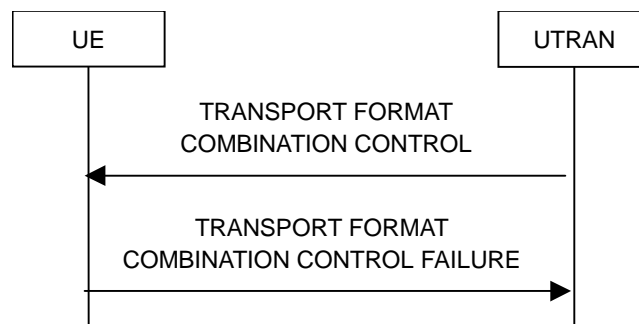 UE
UTRAN
TRANSPORT FORMAT
COMBINATION CONTROL
TRANSPORT FORMAT
COMBINATION CONTROL FAILURE